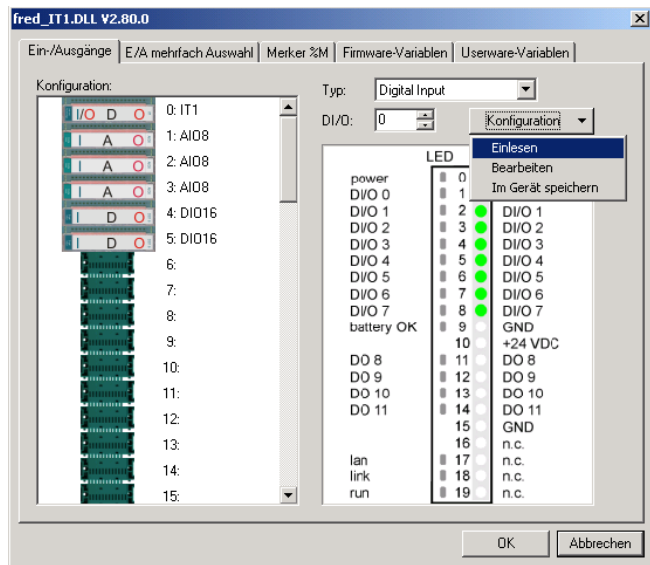 fred_IT1.DLL V2.80.0
Ein-/Ausgänge E/A mehrfach Auswahl Merker %M Firmware-Variablen Userware-Variablen
Konfiguration:
I/O D O 0: IT1
I A O 1: AIO8
I A O 2: AIO8
I A O 3: AIO8
I D O 4: DIO16
I D O 5: DIO16
6:
7:
8:
9:
10:
11:
12:
13:
14:
15:
Typ: Digital Input
DI/O: 0 Konfiguration
Einlesen
Bearbeiten
Im Gerät speichern
LED
power 0
DI/O 0 1
DI/O 1 2 DI/O 1
DI/O 2 3 DI/O 2
DI/O 3 4 DI/O 3
DI/O 4 5 DI/O 4
DI/O 5 6 DI/O 5
DI/O 6 7 DI/O 6
DI/O 7 8 DI/O 7
battery OK 9 GND
10 +24 VDC
DO 8 11 DO 8
DO 9 12 DO 9
DO 10 13 DO 10
DO 11 14 DO 11
15 GND
16 n.c.
lan 17 n.c.
link 18 n.c.
run 19 n.c.
OK Abbrechen